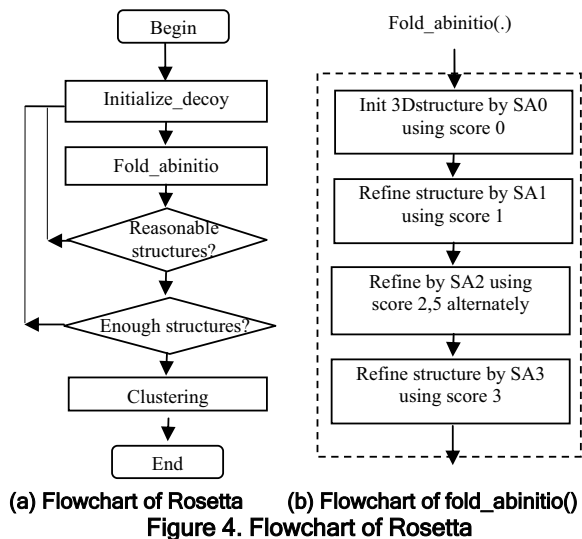 Begin
Initialize_decoy
Fold_abinitio
Reasonable
structures?
Enough structures?
Clustering
End
Fold_abinitio(.)
Init 3Dstructure by SA0
using score 0
Refine structure by SA1
using score 1
Refine by SA2 using
score 2,5 alternately
Refine structure by SA3
using score 3
(a) Flowchart of Rosetta
(b) Flowchart of fold_abinitio()
Figure 4. Flowchart of Rosetta